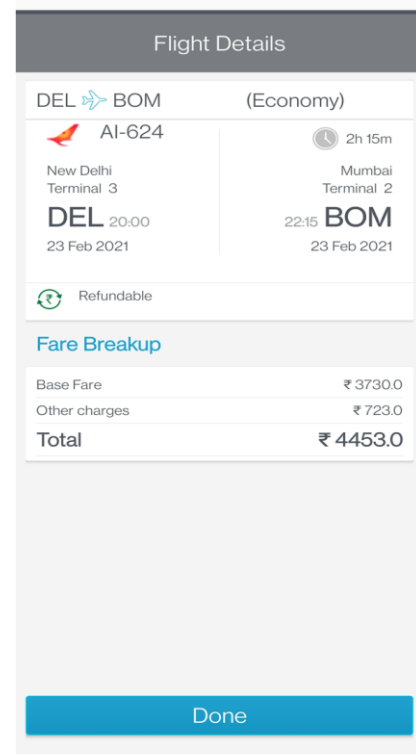 Flight Details
DEL BOM (Economy)
AI-624
2h 15m
New Delhi
Terminal 3
DEL 20:00
23 Feb 2021
Mumbai
Terminal 2
22:15 BOM
23 Feb 2021
₹ Refundable
Fare Breakup
Base Fare ₹ 3730.0
Other charges ₹ 723.0
Total ₹ 4453.0
Done